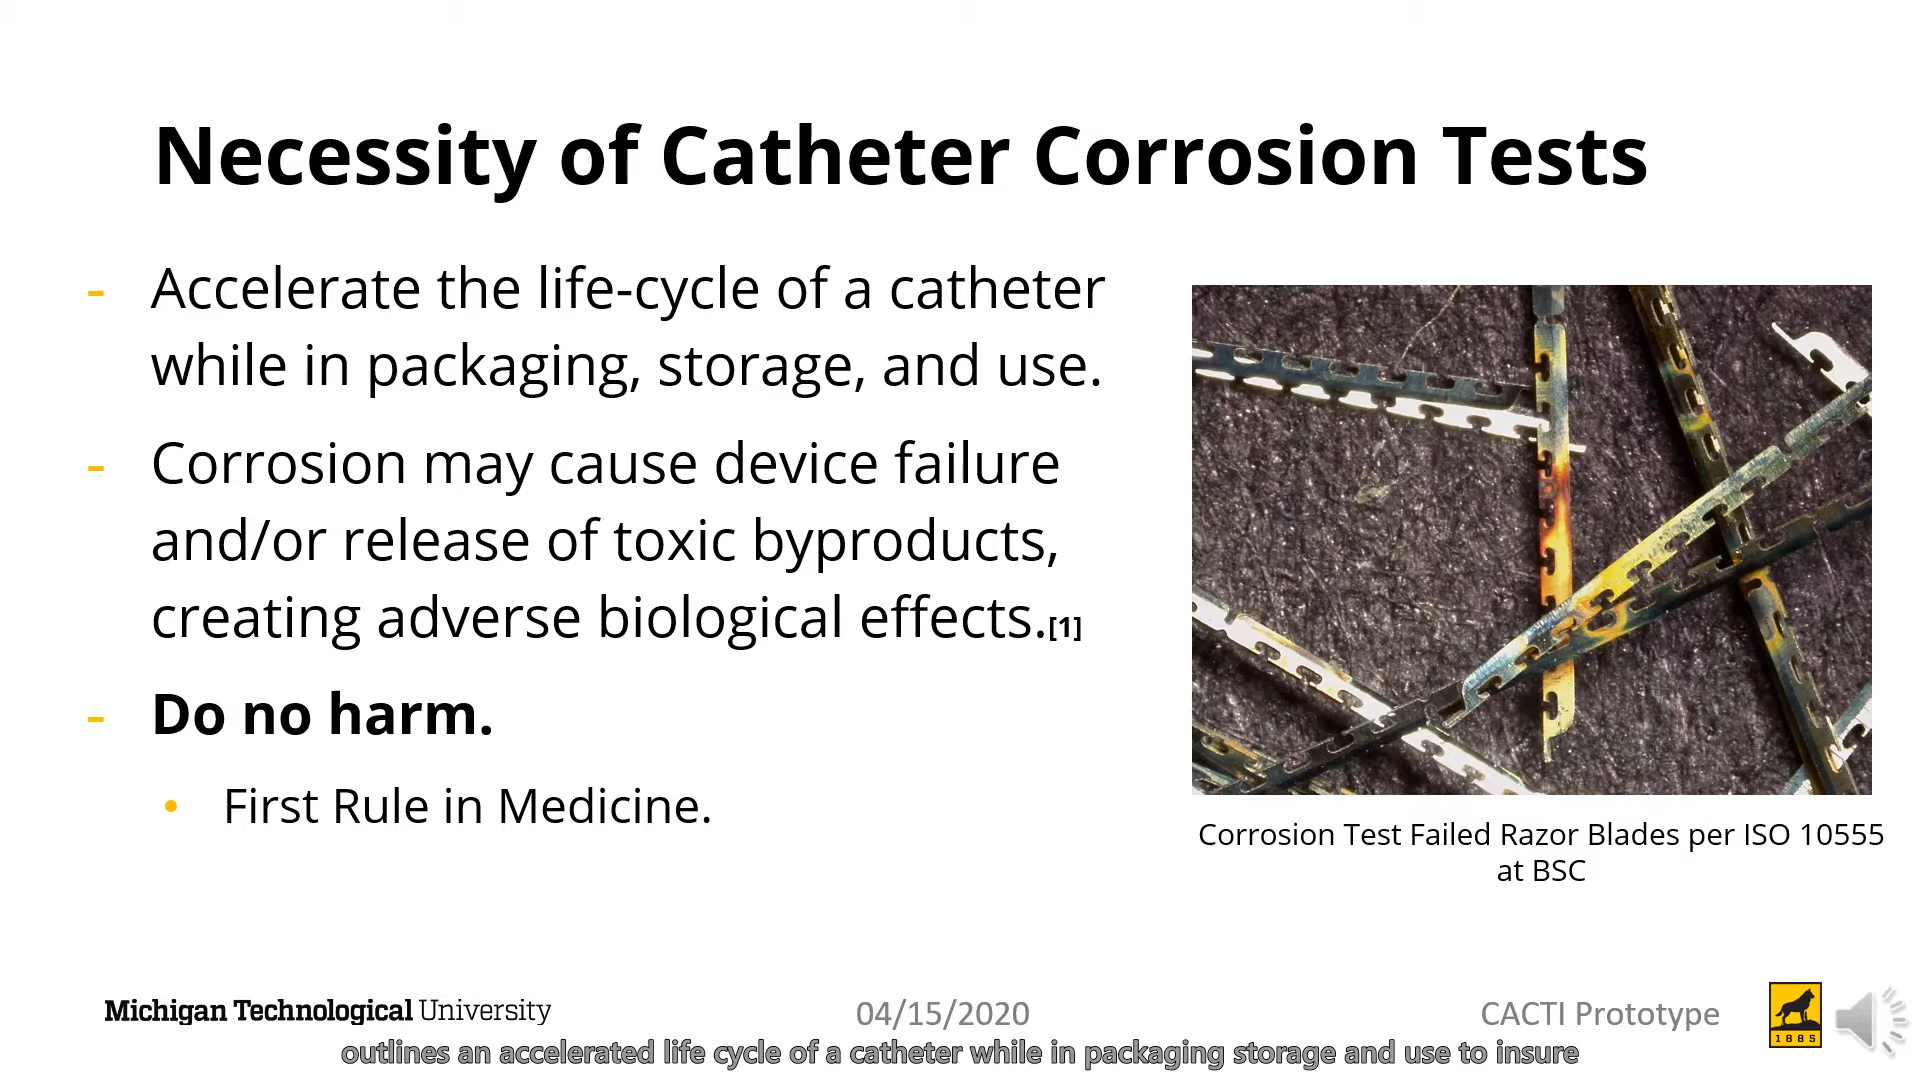 Necessity of Catheter Corrosion Tests
- Accelerate the life-cycle of a catheter
while in packaging, storage, and use.
- Corrosion may cause device failure
and/or release of toxic byproducts,
creating adverse biological effects.[1]
- Do no harm.
• First Rule in Medicine.
Corrosion Test Failed Razor Blades per ISO 10555
at BSC
Michigan Technological University
04/15/2020
CACTI Prototype
1885
outlines an accelerated life cycle of a catheter while in packaging storage and use to insure